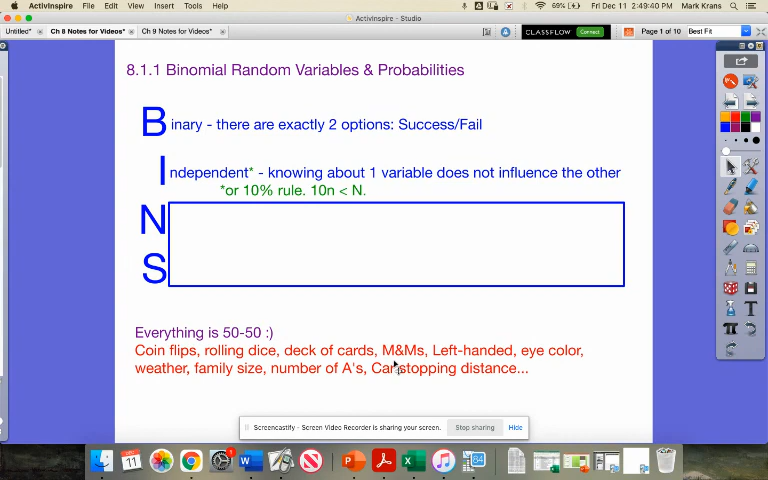 ActivInspire File Edit View Insert Tools Help 69% Fri Dec 11 2:49:40 PM Mark Krans
ActivInspire - Studio
Untitled* Ch 8 Notes for Videos* Ch 9 Notes for Videos* CLASSFLOW Connect Page 1 of 10 Best Fit
8.1.1 Binomial Random Variables & Probabilities
Binary - there are exactly 2 options: Success/Fail
Independent* - knowing about 1 variable does not influence the other
*or 10% rule. 10n < N.
N
S
Everything is 50-50 :)
Coin flips, rolling dice, deck of cards, M&Ms, Left-handed, eye color,
weather, family size, number of A's, Car stopping distance...
Screencastify - Screen Video Recorder is sharing your screen. Stop sharing Hide